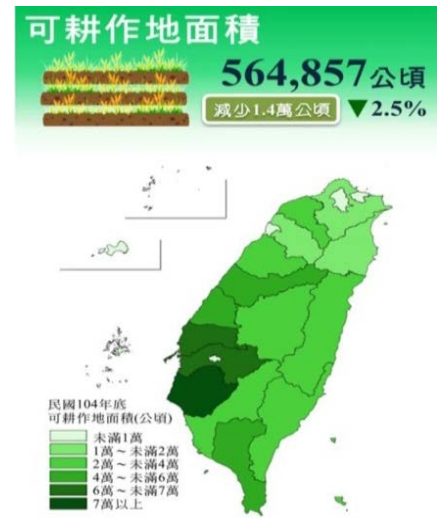 可耕作地面積
564,857公頃
減少1.4萬公頃 ▼2.5%
民國104年底
可耕作地面積(公頃)
未滿1萬
1萬～未滿2萬
2萬～未滿4萬
4萬～未滿6萬
6萬～未滿7萬
7萬以上